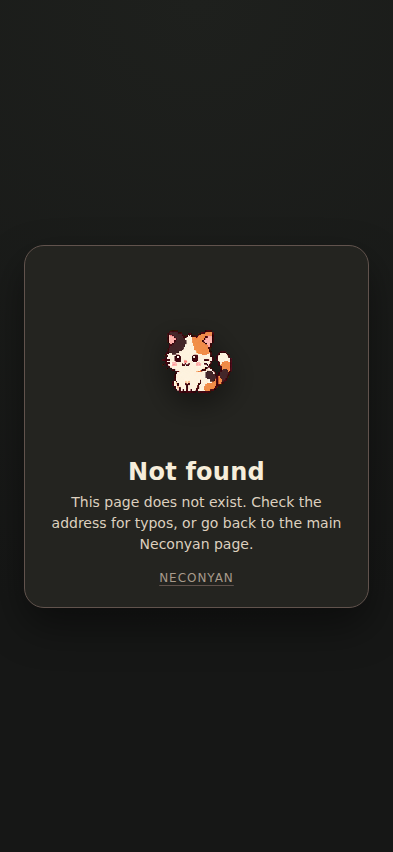 Not found
This page does not exist. Check the
address for typos, or go back to the main
Neconyan page.
NECONYAN